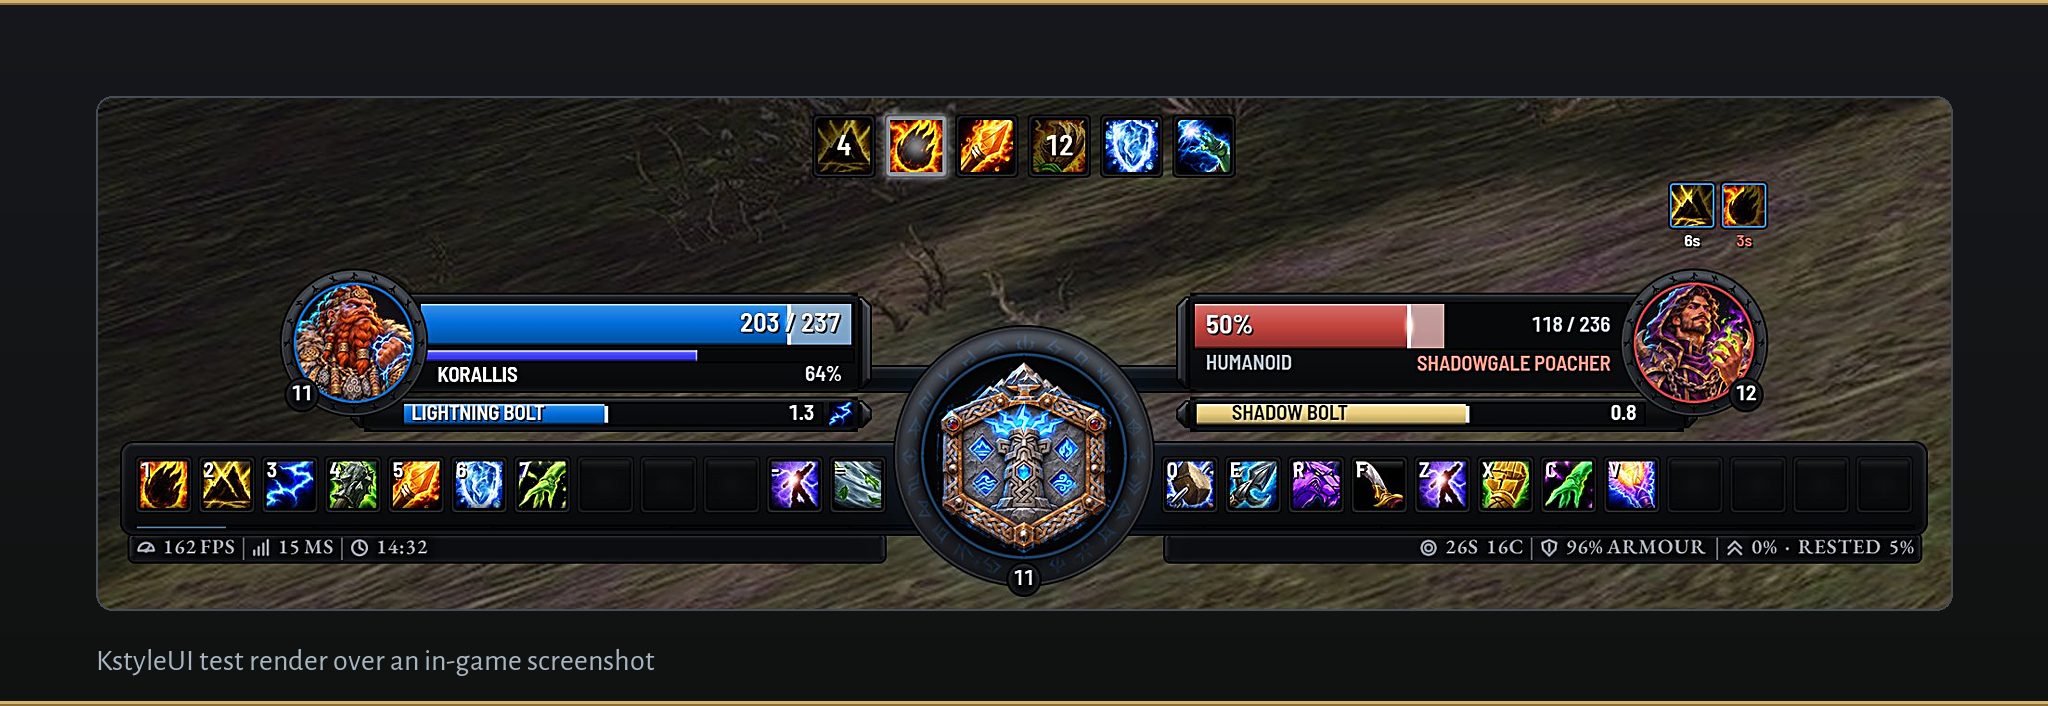 4
12
6s 3s
203 / 237
50% 118 / 236
HUMANOID SHADOWGALE POACHER
KORALLIS 64%
11
12
LIGHTNING BOLT 1.3
SHADOW BOLT 0.8
1 2 3 4 5 6 7 = Q E R F Z X C V
162 FPS | 15 MS | 14:32
26S 16C | 96% ARMOUR | 0% · RESTED 5%
11
KstyleUI test render over an in-game screenshot